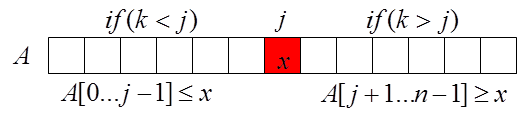 if(k < j) j if(k > j)
A x
A[0...j−1] ≤ x A[j+1...n−1] ≥ x